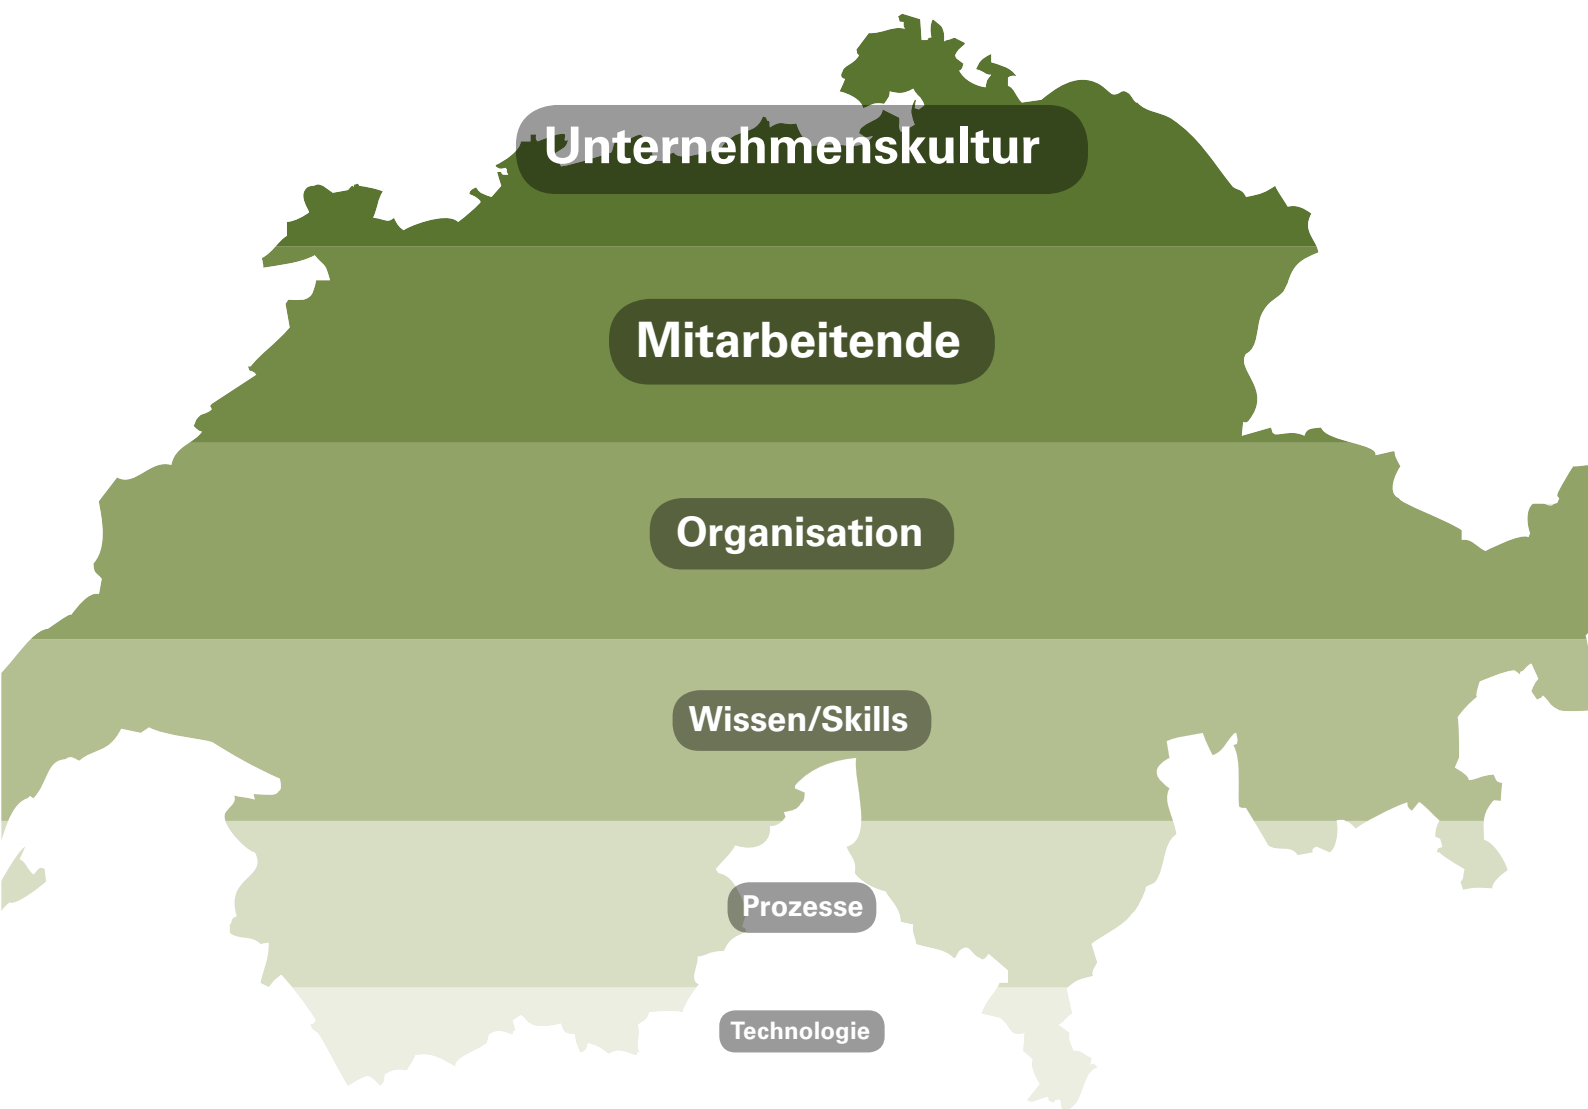 Unternehmenskultur
Mitarbeitende
Organisation
Wissen/Skills
Prozesse
Technologie